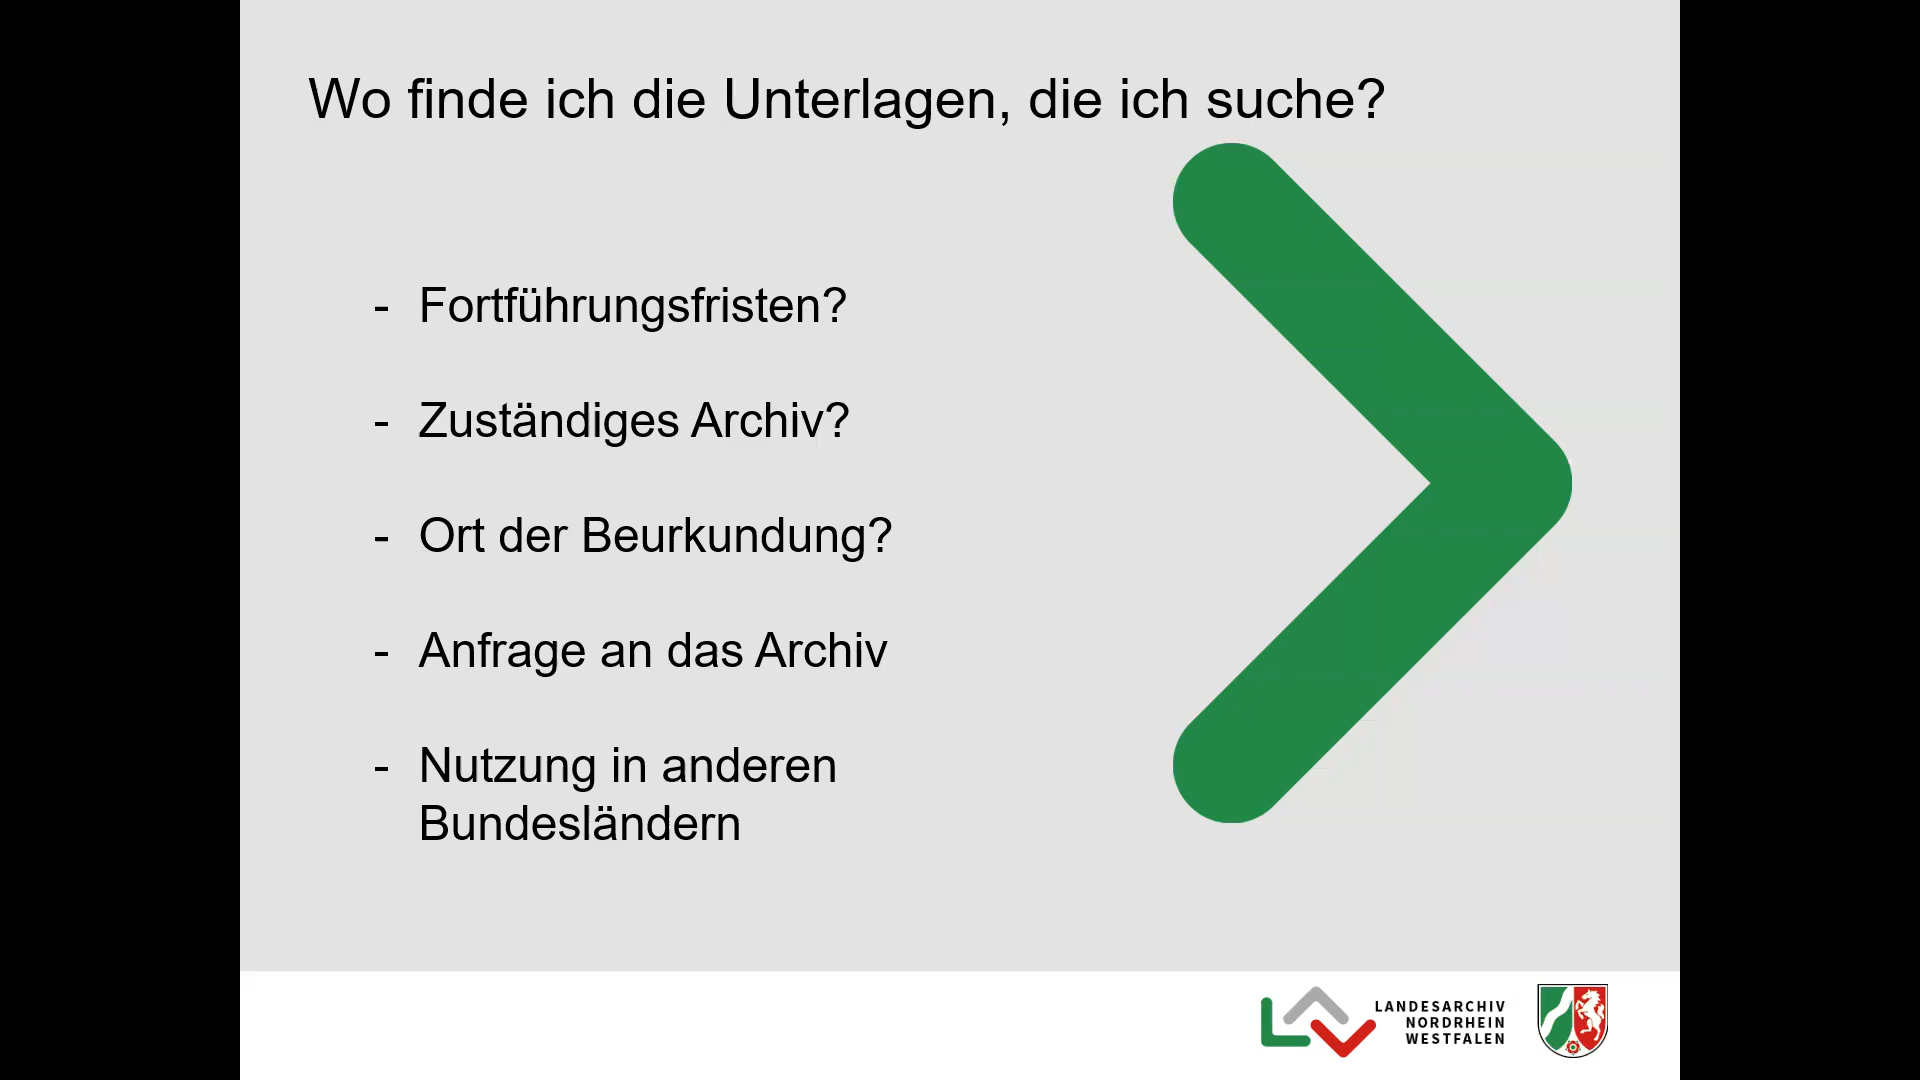 Wo finde ich die Unterlagen, die ich suche?
- Fortführungsfristen?
- Zuständiges Archiv?
- Ort der Beurkundung?
- Anfrage an das Archiv
- Nutzung in anderen
Bundesländern
LANDESARCHIV
NORDRHEIN
WESTFALEN